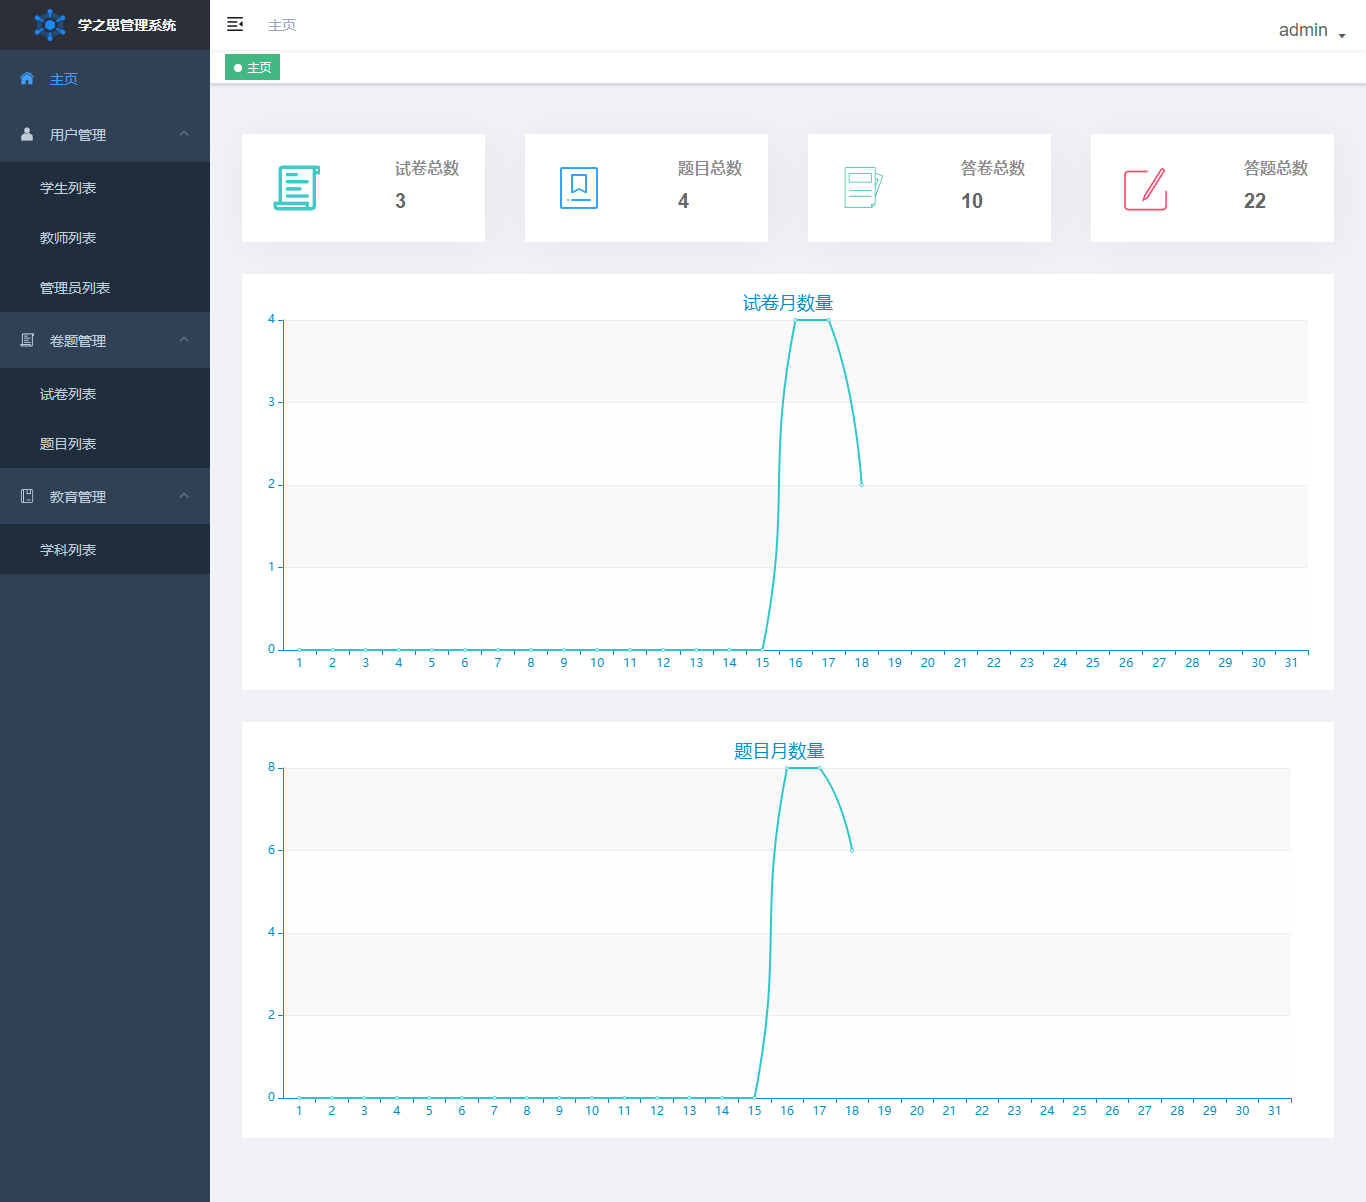 学之思管理系统
主页
admin
主页
主页
用户管理
学生列表
教师列表
管理员列表
卷题管理
试卷列表
题目列表
教育管理
学科列表
试卷总数
3
题目总数
4
答卷总数
10
答题总数
22
试卷月数量
4
3
2
1
0
1 2 3 4 5 6 7 8 9 10 11 12 13 14 15 16 17 18 19 20 21 22 23 24 25 26 27 28 29 30 31
题目月数量
8
6
4
2
0
1 2 3 4 5 6 7 8 9 10 11 12 13 14 15 16 17 18 19 20 21 22 23 24 25 26 27 28 29 30 31